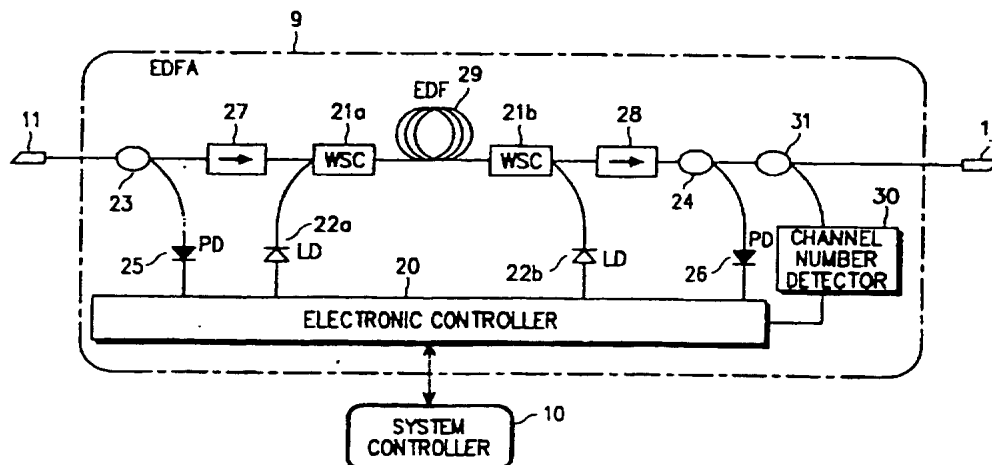 9
EDFA
29
EDF
11
27
21a
21b
28
31
1
WSC
WSC
23
24
30
22a
PD
LD
25
20
22b
LD
PD
26
CHANNEL
NUMBER
DETECTOR
ELECTRONIC CONTROLLER
10
SYSTEM
CONTROLLER